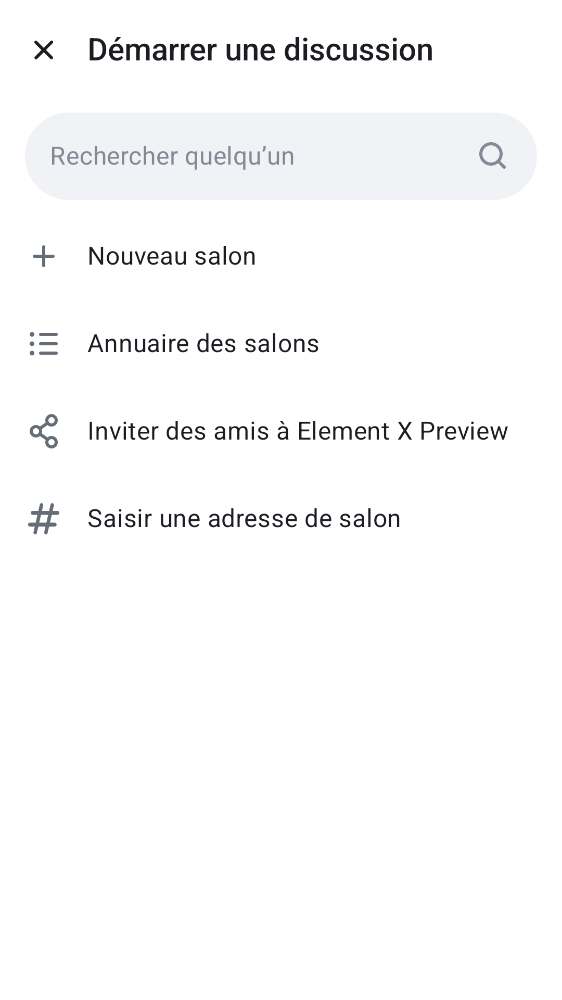 Démarrer une discussion
Rechercher quelqu’un
Nouveau salon
Annuaire des salons
Inviter des amis à Element X Preview
Saisir une adresse de salon